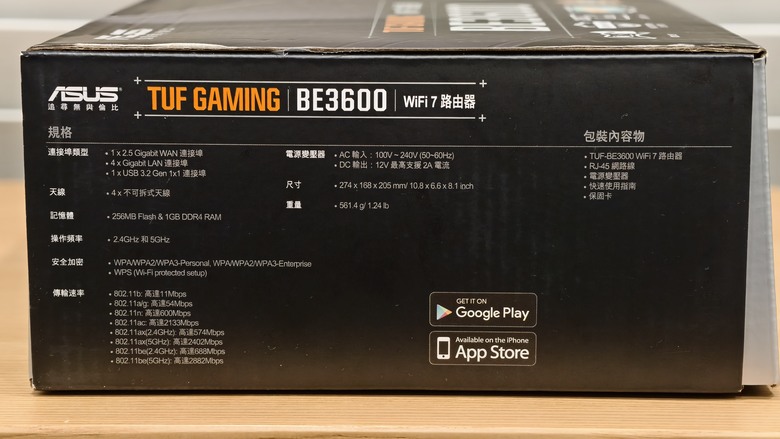 ASUS
追尋無與倫比
TUF GAMING | BE3600 | WiFi 7 路由器
規格
連接埠類型
• 1 x 2.5 Gigabit WAN 連接埠
• 4 x Gigabit LAN 連接埠
• 1 x USB 3.2 Gen 1x1 連接埠
天線
• 4 x 不可拆式天線
記憶體
• 256MB Flash & 1GB DDR4 RAM
操作頻率
• 2.4GHz 和 5GHz
安全加密
• WPA/WPA2/WPA3-Personal, WPA/WPA2/WPA3-Enterprise
• WPS (Wi-Fi protected setup)
傳輸速率
• 802.11b: 高達11Mbps
• 802.11a/g: 高達54Mbps
• 802.11n: 高達600Mbps
• 802.11ac: 高達2133Mbps
• 802.11ax(2.4GHz): 高達574Mbps
• 802.11ax(5GHz): 高達2402Mbps
• 802.11be(2.4GHz): 高達688Mbps
• 802.11be(5GHz): 高達2882Mbps
電源變壓器
• AC 輸入：100V~240V (50~60Hz)
• DC 輸出：12V 最高支援 2A 電流
尺寸
• 274 x 168 x 205 mm/ 10.8 x 6.6 x 8.1 inch
重量
• 561.4 g/ 1.24 lb
包裝內容物
• TUF-BE3600 WiFi 7 路由器
• RJ-45 網路線
• 電源變壓器
• 快速使用指南
• 保固卡
GET IT ON
Google Play
Available on the iPhone
App Store